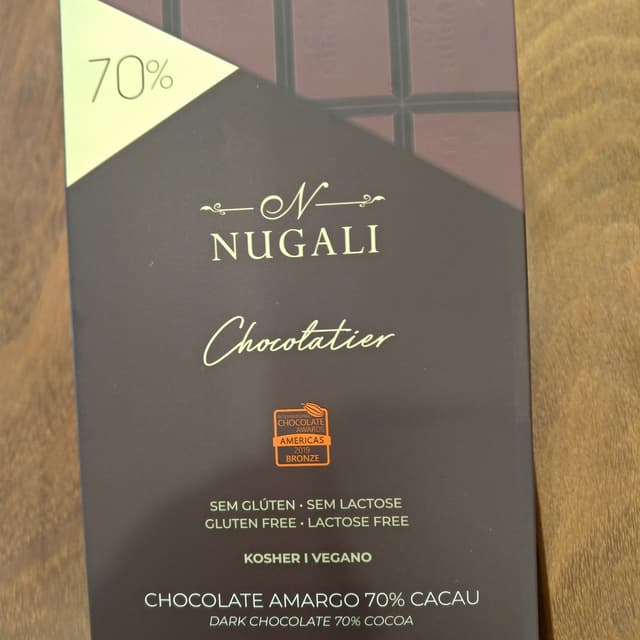 70%
N
NUGALI
Chocolatier
INTERNATIONAL
CHOCOLATE
AWARDS
AMERICAS
2019
BRONZE
SEM GLÚTEN • SEM LACTOSE
GLUTEN FREE • LACTOSE FREE
KOSHER I VEGANO
CHOCOLATE AMARGO 70% CACAU
DARK CHOCOLATE 70% COCOA